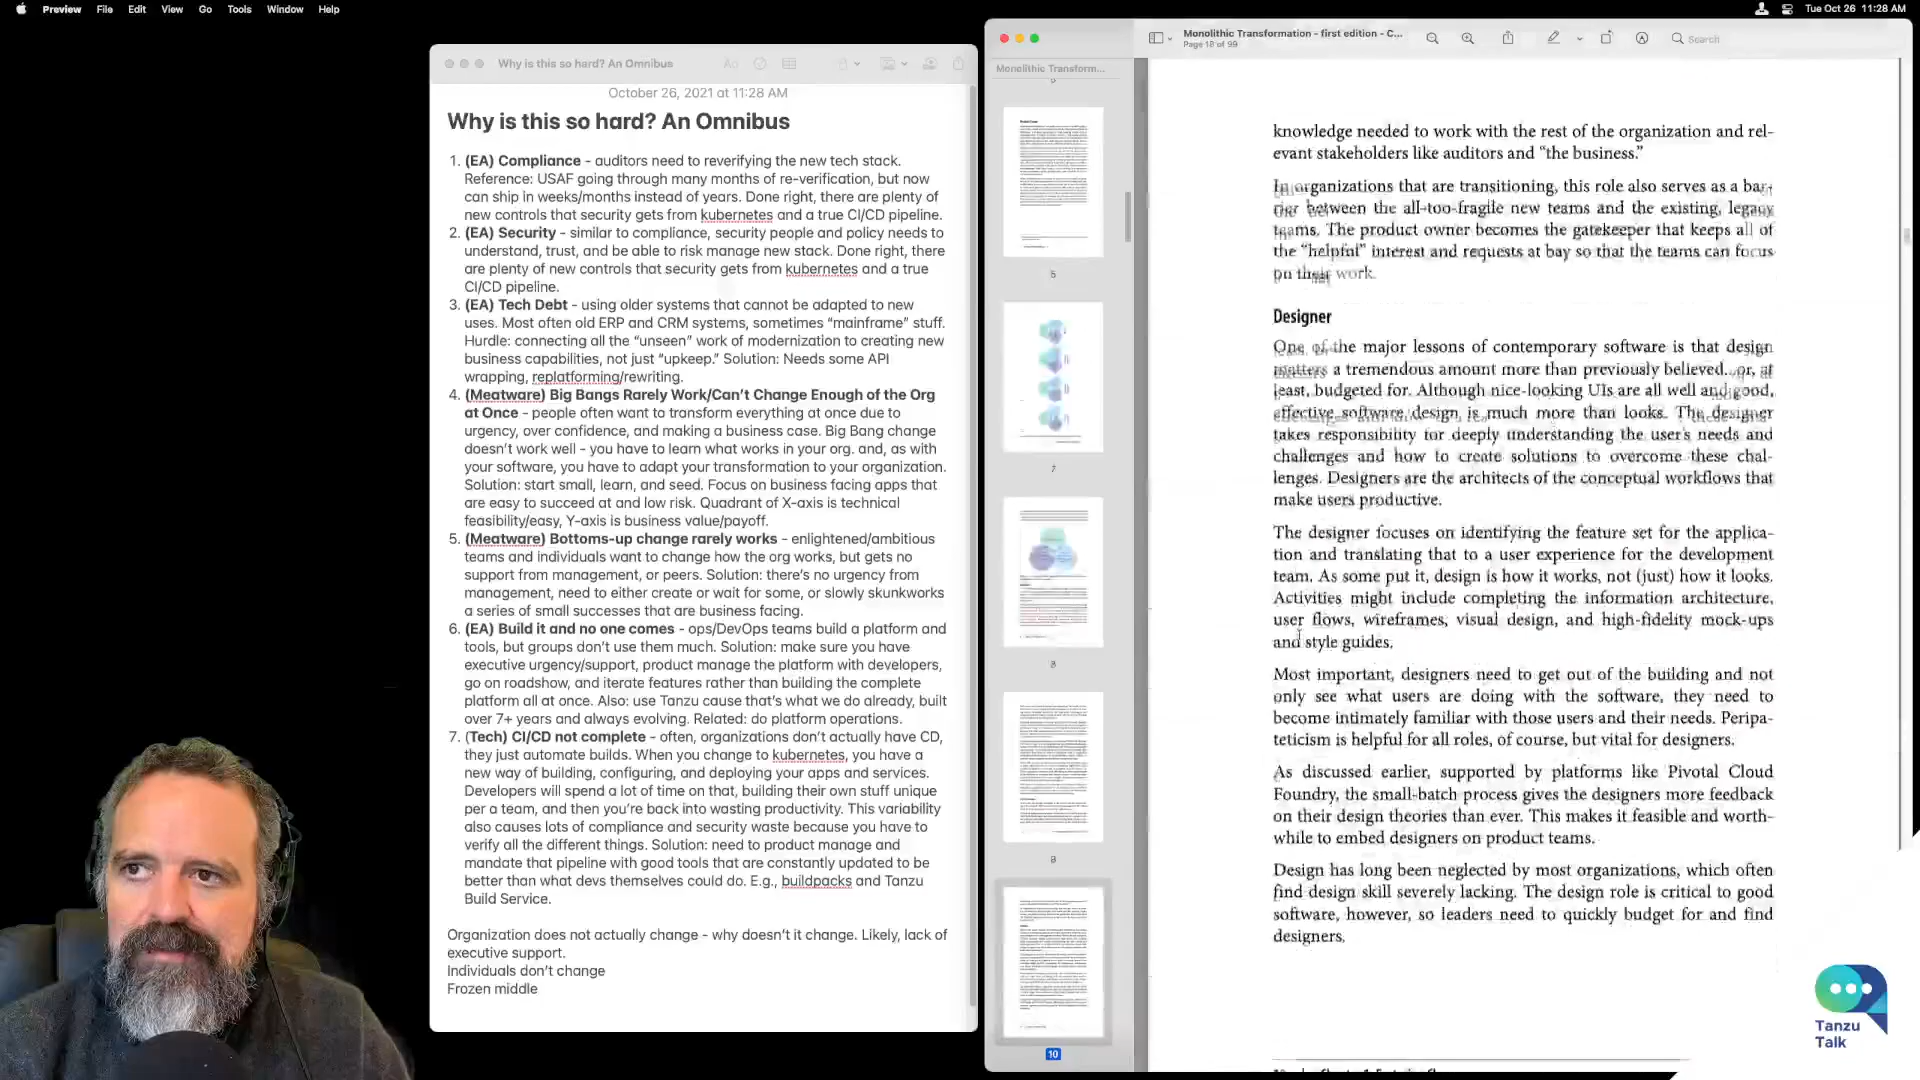 Preview File Edit View Go Tools Window Help
Tue Oct 26 11:28 AM
Why is this so hard? An Omnibus
October 26, 2021 at 11:28 AM
Why is this so hard? An Omnibus
1. (EA) Compliance - auditors need to reverifying the new tech stack.
Reference: USAF going through many months of re-verification, but now
can ship in weeks/months instead of years. Done right, there are plenty of
new controls that security gets from kubernetes and a true CI/CD pipeline.
2. (EA) Security - similar to compliance, security people and policy needs to
understand, trust, and be able to risk manage new stack. Done right, there
are plenty of new controls that security gets from kubernetes and a true
CI/CD pipeline.
3. (EA) Tech Debt - using older systems that cannot be adapted to new
uses. Most often old ERP and CRM systems, sometimes “mainframe” stuff.
Hurdle: connecting all the “unseen” work of modernization to creating new
business capabilities, not just “upkeep.” Solution: Needs some API
wrapping, replatforming/rewriting.
4. (Meatware) Big Bangs Rarely Work/Can’t Change Enough of the Org
at Once - people often want to transform everything at once due to
urgency, over confidence, and making a business case. Big Bang change
doesn’t work well - you have to learn what works in your org. and, as with
your software, you have to adapt your transformation to your organization.
Solution: start small, learn, and seed. Focus on business facing apps that
are easy to succeed at and low risk. Quadrant of X-axis is technical
feasibility/easy, Y-axis is business value/payoff.
5. (Meatware) Bottoms-up change rarely works - enlightened/ambitious
teams and individuals want to change how the org works, but gets no
support from management, or peers. Solution: there’s no urgency from
management, need to either create or wait for some, or slowly skunkworks
a series of small successes that are business facing.
6. (EA) Build it and no one comes - ops/DevOps teams build a platform and
tools, but groups don’t use them much. Solution: make sure you have
executive urgency/support, product manage the platform with developers,
go on roadshow, and iterate features rather than building the complete
platform all at once. Also: use Tanzu cause that’s what we do already, built
over 7+ years and always evolving. Related: do platform operations.
7. (Tech) CI/CD not complete - often, organizations don’t actually have CD,
they just automate builds. When you change to kubernetes, you have a
new way of building, configuring, and deploying your apps and services.
Developers will spend a lot of time on that, building their own stuff unique
per a team, and then you’re back into wasting productivity. This variability
also causes lots of compliance and security waste because you have to
verify all the different things. Solution: need to product manage and
mandate that pipeline with good tools that are constantly updated to be
better than what devs themselves could do. E.g., buildpacks and Tanzu
Build Service.
Organization does not actually change - why doesn’t it change. Likely, lack of
executive support.
Individuals don’t change
Frozen middle
Monolithic Transformation - first edition - C...
Page 18 of 99
Search
Monolithic Transform...
10
knowledge needed to work with the rest of the organization and rel-
evant stakeholders like auditors and “the business.”
In organizations that are transitioning, this role also serves as a bar-
rier between the all-too-fragile new teams and the existing, legacy
teams. The product owner becomes the gatekeeper that keeps all of
the “helpful” interest and requests at bay so that the teams can focus
on their work.
Designer
One of the major lessons of contemporary software is that design
matters a tremendous amount more than previously believed...or, at
least, budgeted for. Although nice-looking UIs are all well and good,
effective software design is much more than looks. The designer
takes responsibility for deeply understanding the user’s needs and
challenges and how to create solutions to overcome these chal-
lenges. Designers are the architects of the conceptual workflows that
make users productive.
The designer focuses on identifying the feature set for the applica-
tion and translating that to a user experience for the development
team. As some put it, design is how it works, not (just) how it looks.
Activities might include completing the information architecture,
user flows, wireframes, visual design, and high-fidelity mock-ups
and style guides.
Most important, designers need to get out of the building and not
only see what users are doing with the software, they need to
become intimately familiar with those users and their needs. Peripa-
teticism is helpful for all roles, of course, but vital for designers.
As discussed earlier, supported by platforms like Pivotal Cloud
Foundry, the small-batch process gives the designers more feedback
on their design theories than ever. This makes it feasible and worth-
while to embed designers on product teams.
Design has long been neglected by most organizations, which often
find design skill severely lacking. The design role is critical to good
software, however, so leaders need to quickly budget for and find
designers.
Tanzu
Talk